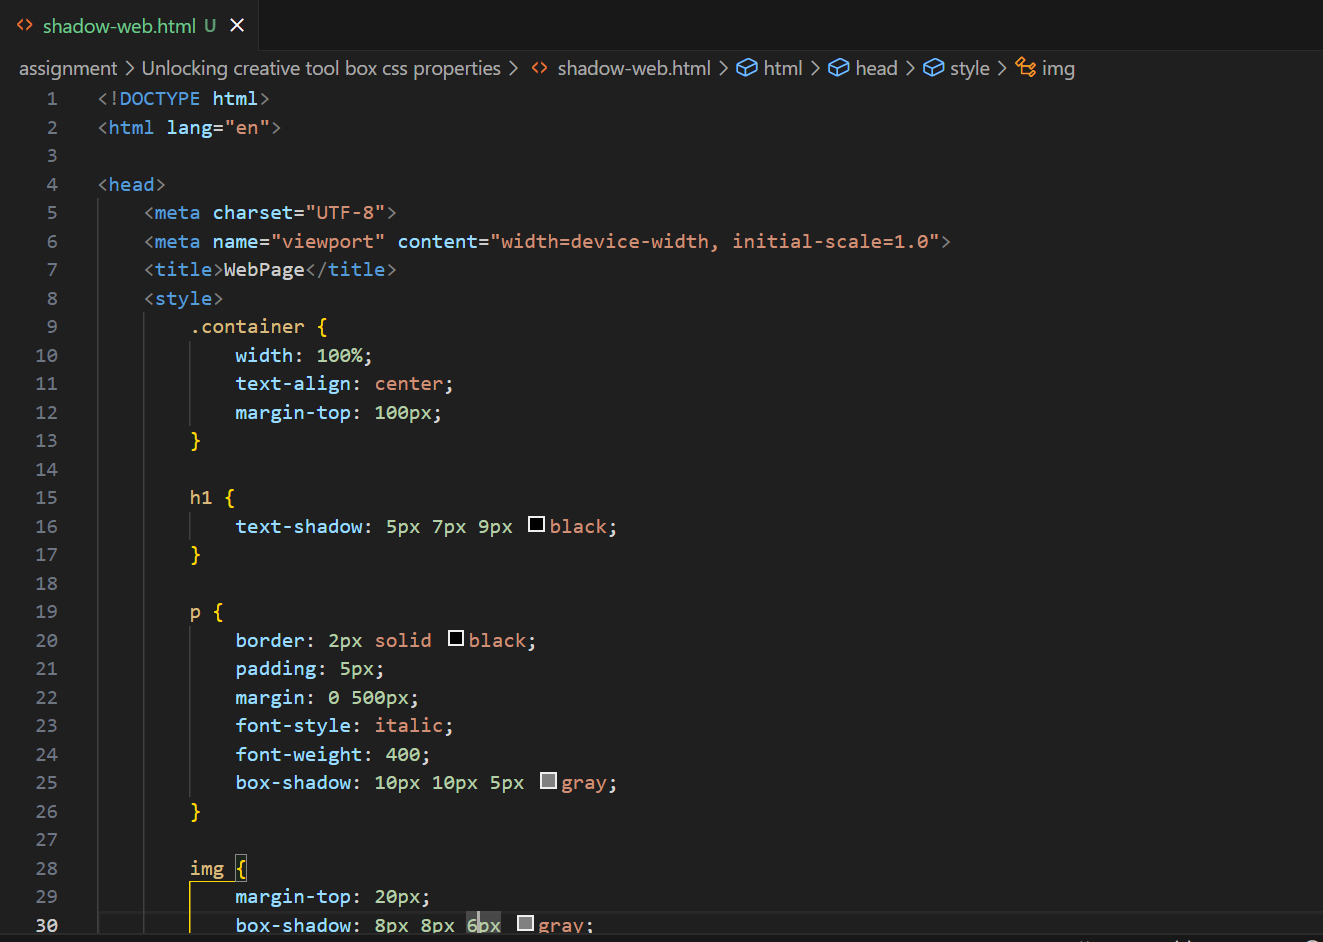 shadow-web.html U
assignment > Unlocking creative tool box css properties > shadow-web.html > html > head > style > img
1 <!DOCTYPE html>
2 <html lang="en">
3
4 <head>
5     <meta charset="UTF-8">
6     <meta name="viewport" content="width=device-width, initial-scale=1.0">
7     <title>WebPage</title>
8     <style>
9         .container {
10             width: 100%;
11             text-align: center;
12             margin-top: 100px;
13         }
14
15         h1 {
16             text-shadow: 5px 7px 9px black;
17         }
18
19         p {
20             border: 2px solid black;
21             padding: 5px;
22             margin: 0 500px;
23             font-style: italic;
24             font-weight: 400;
25             box-shadow: 10px 10px 5px gray;
26         }
27
28         img {
29             margin-top: 20px;
30             box-shadow: 8px 8px 6px gray;